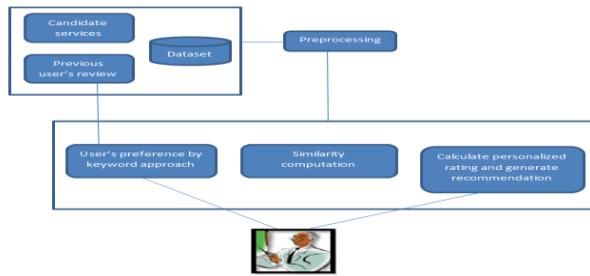 Candidate
services
Dataset
Preprocessing
Previous
user's review
User's preference by
keyword approach
Similarity
computation
Calculate personalized
rating and generate
recommendation